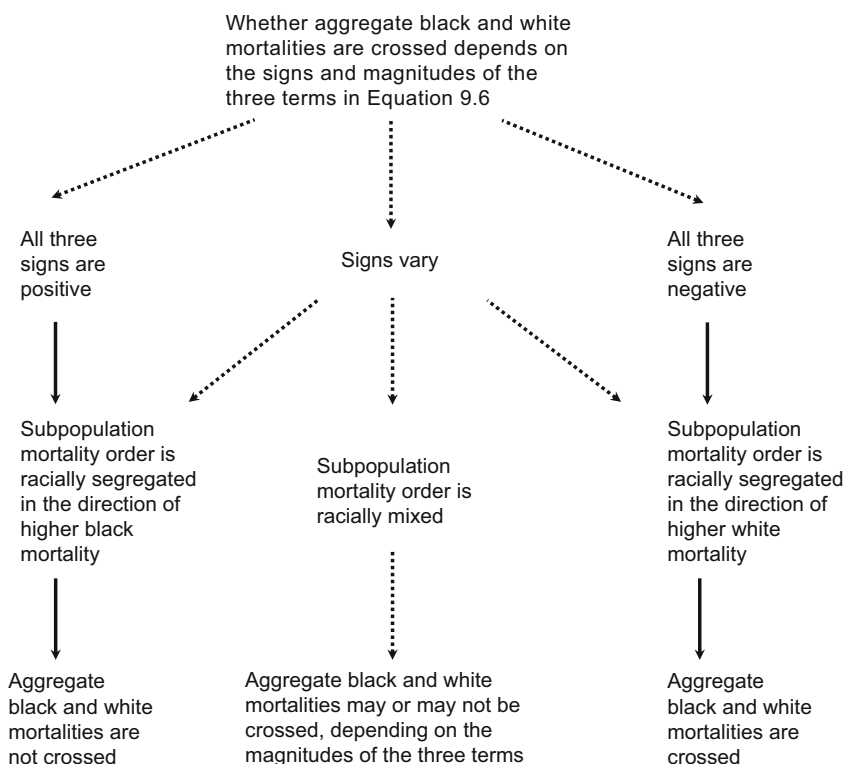 Whether aggregate black and white
mortalities are crossed depends on
the signs and magnitudes of the
three terms in Equation 9.6
All three
signs are
positive
Signs vary
All three
signs are
negative
Subpopulation
mortality order is
racially segregated
in the direction of
higher black
mortality
Subpopulation
mortality order is
racially mixed
Subpopulation
mortality order is
racially segregated
in the direction of
higher white
mortality
Aggregate
black and white
mortalities are
not crossed
Aggregate black and white
mortalities may or may not be
crossed, depending on the
magnitudes of the three terms
Aggregate
black and white
mortalities are
crossed